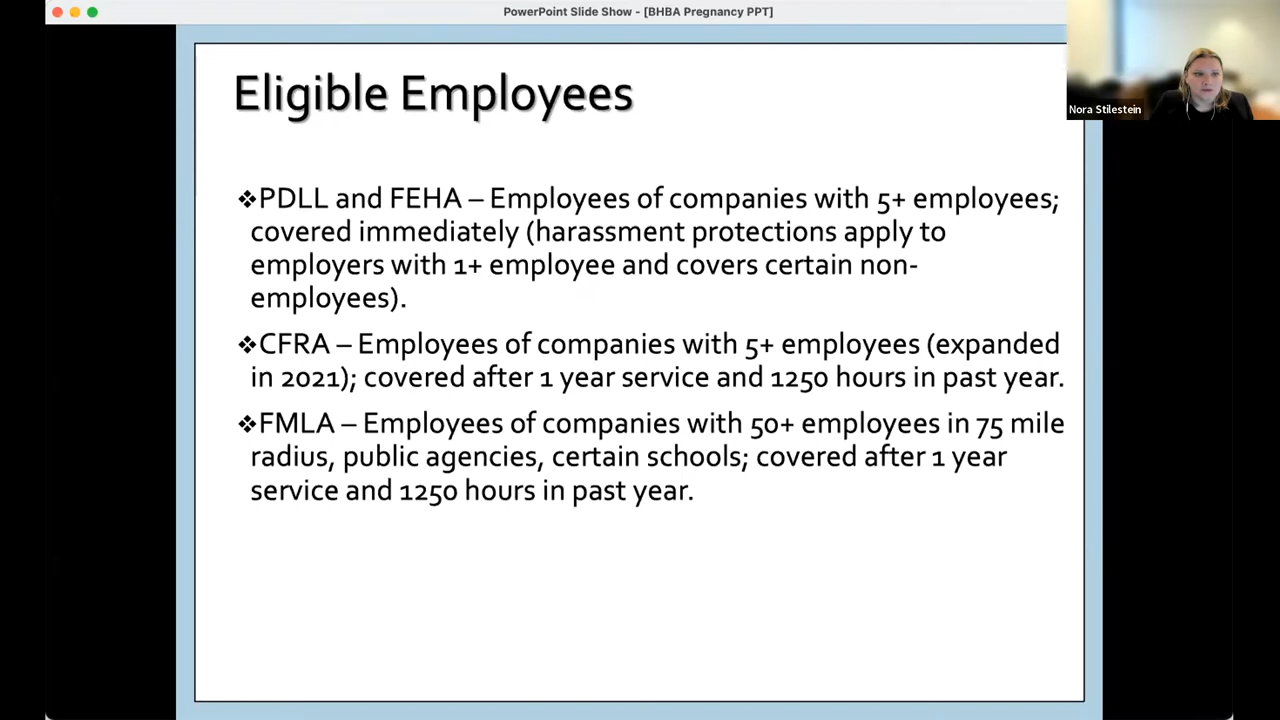 PowerPoint Slide Show - [BHBA Pregnancy PPT]
Nora Stilestein
Eligible Employees
❖PDLL and FEHA – Employees of companies with 5+ employees;
covered immediately (harassment protections apply to
employers with 1+ employee and covers certain non-
employees).
❖CFRA – Employees of companies with 5+ employees (expanded
in 2021); covered after 1 year service and 1250 hours in past year.
❖FMLA – Employees of companies with 50+ employees in 75 mile
radius, public agencies, certain schools; covered after 1 year
service and 1250 hours in past year.